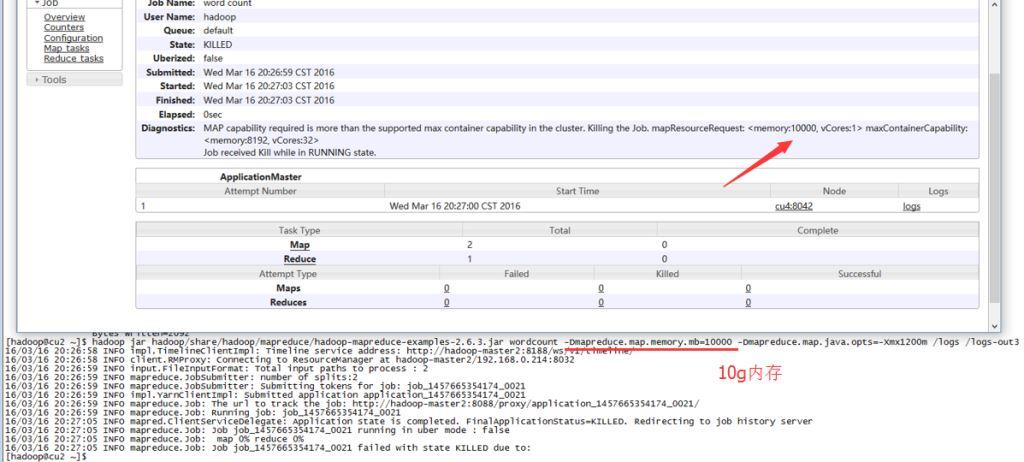 Job
Overview
Counters
Configuration
Map tasks
Reduce tasks
Tools
Job Name: word count
User Name: hadoop
Queue: default
State: KILLED
Uberized: false
Submitted: Wed Mar 16 20:26:59 CST 2016
Started: Wed Mar 16 20:27:03 CST 2016
Finished: Wed Mar 16 20:27:03 CST 2016
Elapsed: 0sec
Diagnostics: MAP capability required is more than the supported max container capability in the cluster. Killing the Job. mapResourceRequest: <memory:10000, vCores:1> maxContainerCapability:
<memory:8192, vCores:32>
Job received Kill while in RUNNING state.
ApplicationMaster
Attempt Number Start Time Node Logs
1 Wed Mar 16 20:27:00 CST 2016 cu4:8042 logs
Task Type Total Complete
Map 2 0
Reduce 1 0
Attempt Type Failed Killed Successful
Maps 0 0 0
Reduces 0 0 0
Bytes Written=2092
[hadoop@cu2 ~]$ hadoop jar hadoop/share/hadoop/mapreduce/hadoop-mapreduce-examples-2.6.3.jar wordcount -Dmapreduce.map.memory.mb=10000 -Dmapreduce.map.java.opts=-Xmx1200m /logs /logs-out3
16/03/16 20:26:58 INFO impl.TimelineClientImpl: Timeline service address: http://hadoop-master2:8188/ws/v1/timeline/
16/03/16 20:26:58 INFO client.RMProxy: Connecting to ResourceManager at hadoop-master2/192.168.0.214:8032
16/03/16 20:26:59 INFO input.FileInputFormat: Total input paths to process : 2
16/03/16 20:26:59 INFO mapreduce.JobSubmitter: number of splits:2
16/03/16 20:26:59 INFO mapreduce.JobSubmitter: Submitting tokens for job: job_1457665354174_0021
16/03/16 20:26:59 INFO impl.YarnClientImpl: Submitted application application_1457665354174_0021
16/03/16 20:26:59 INFO mapreduce.Job: The url to track the job: http://hadoop-master2:8088/proxy/application_1457665354174_0021/
16/03/16 20:26:59 INFO mapreduce.Job: Running job: job_1457665354174_0021
16/03/16 20:27:05 INFO mapred.ClientServiceDelegate: Application state is completed. FinalApplicationStatus=KILLED. Redirecting to job history server
16/03/16 20:27:05 INFO mapreduce.Job: Job job_1457665354174_0021 running in uber mode : false
16/03/16 20:27:05 INFO mapreduce.Job:  map 0% reduce 0%
16/03/16 20:27:05 INFO mapreduce.Job: Job job_1457665354174_0021 failed with state KILLED due to:
[hadoop@cu2 ~]$
10g内存